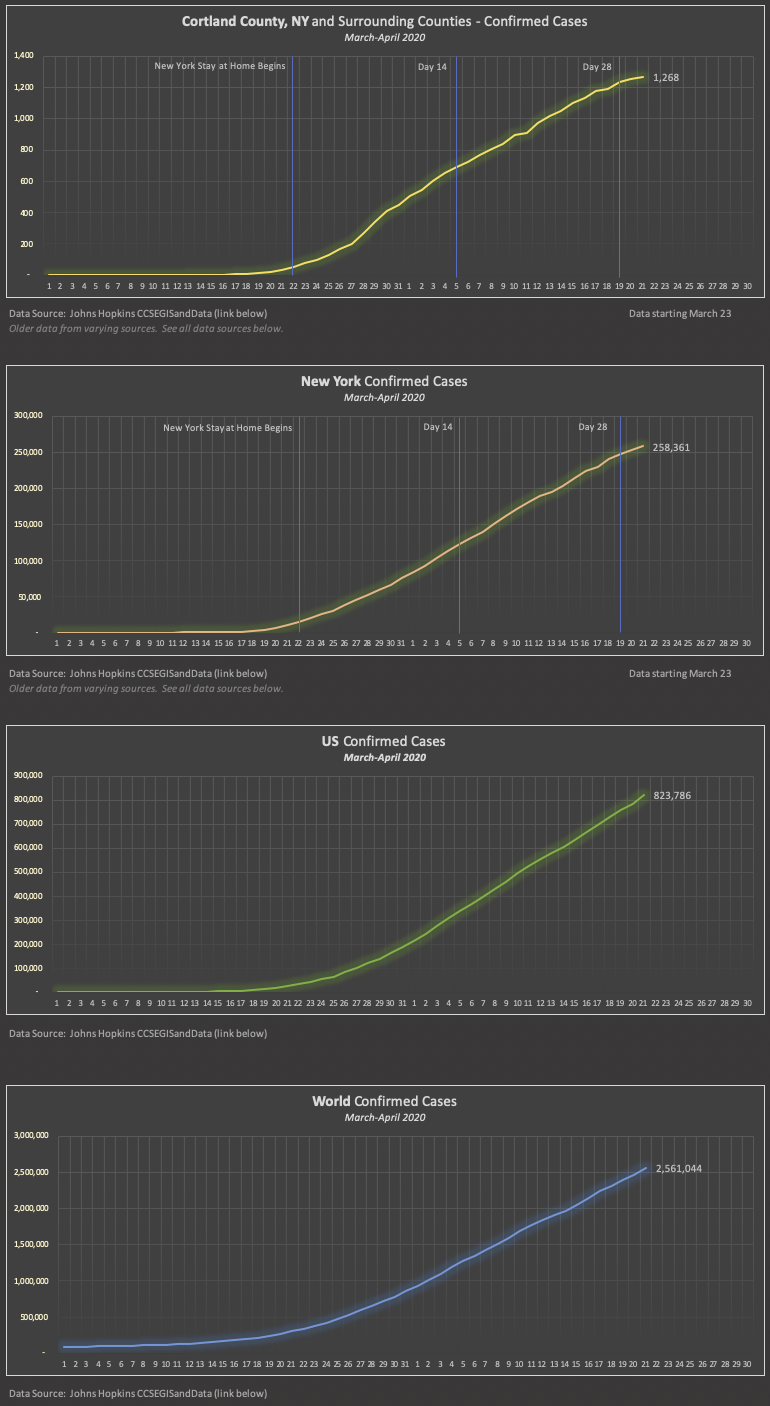 Cortland County, NY and Surrounding Counties - Confirmed Cases
March-April 2020
New York Stay at Home Begins
Day 14
Day 28
1,268
1,400
1,200
1,000
800
600
400
200
-
1 2 3 4 5 6 7 8 9 10 11 12 13 14 15 16 17 18 19 20 21 22 23 24 25 26 27 28 29 30 31 1 2 3 4 5 6 7 8 9 10 11 12 13 14 15 16 17 18 19 20 21 22 23 24 25 26 27 28 29 30
Data Source: Johns Hopkins CCSEGISandData (link below)
Data starting March 23
Older data from varying sources. See all data sources below.
New York Confirmed Cases
March-April 2020
New York Stay at Home Begins
Day 14
Day 28
258,361
300,000
250,000
200,000
150,000
100,000
50,000
-
1 2 3 4 5 6 7 8 9 10 11 12 13 14 15 16 17 18 19 20 21 22 23 24 25 26 27 28 29 30 31 1 2 3 4 5 6 7 8 9 10 11 12 13 14 15 16 17 18 19 20 21 22 23 24 25 26 27 28 29 30
Data Source: Johns Hopkins CCSEGISandData (link below)
Data starting March 23
Older data from varying sources. See all data sources below.
US Confirmed Cases
March-April 2020
823,786
900,000
800,000
700,000
600,000
500,000
400,000
300,000
200,000
100,000
-
1 2 3 4 5 6 7 8 9 10 11 12 13 14 15 16 17 18 19 20 21 22 23 24 25 26 27 28 29 30 31 1 2 3 4 5 6 7 8 9 10 11 12 13 14 15 16 17 18 19 20 21 22 23 24 25 26 27 28 29 30
Data Source: Johns Hopkins CCSEGISandData (link below)
World Confirmed Cases
March-April 2020
2,561,044
3,000,000
2,500,000
2,000,000
1,500,000
1,000,000
500,000
-
1 2 3 4 5 6 7 8 9 10 11 12 13 14 15 16 17 18 19 20 21 22 23 24 25 26 27 28 29 30 31 1 2 3 4 5 6 7 8 9 10 11 12 13 14 15 16 17 18 19 20 21 22 23 24 25 26 27 28 29 30
Data Source: Johns Hopkins CCSEGISandData (link below)